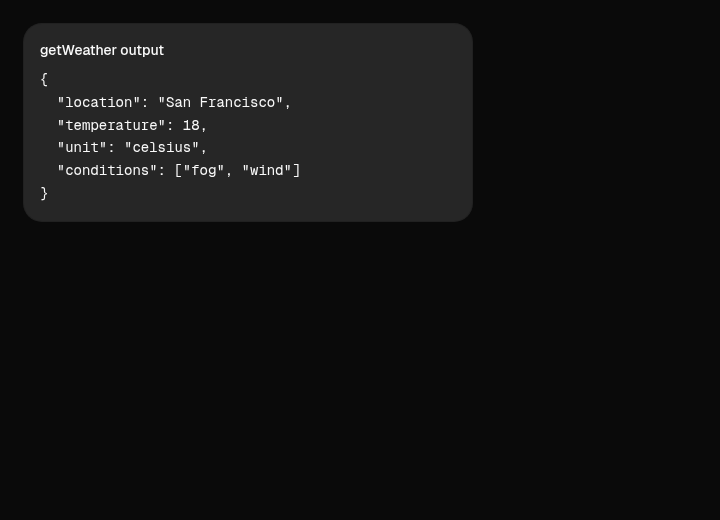 getWeather output
{
  "location": "San Francisco",
  "temperature": 18,
  "unit": "celsius",
  "conditions": ["fog", "wind"]
}